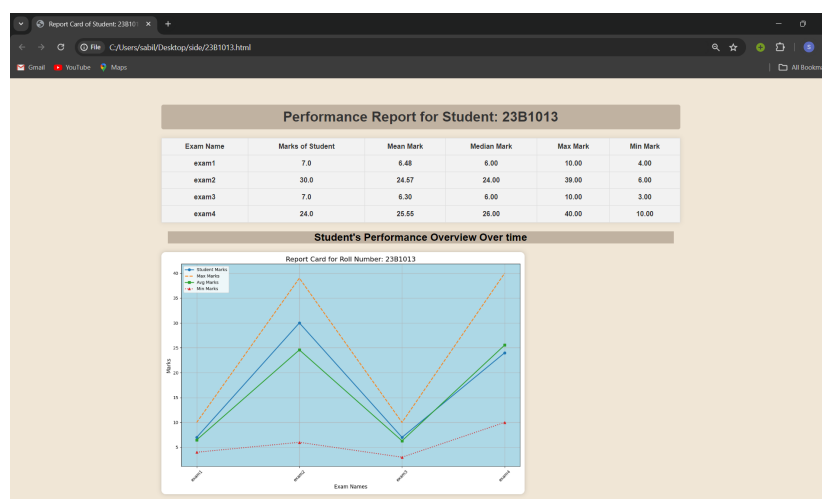 Report Card of Student: 23B101
File C:/Users/sabil/Desktop/side/23B1013.html
Gmail YouTube Maps All Bookma
Performance Report for Student: 23B1013
Exam Name Marks of Student Mean Mark Median Mark Max Mark Min Mark
exam1 7.0 6.48 6.00 10.00 4.00
exam2 30.0 24.57 24.00 39.00 6.00
exam3 7.0 6.30 6.00 10.00 3.00
exam4 24.0 25.55 26.00 40.00 10.00
Student's Performance Overview Over time
Report Card for Roll Number: 23B1013
Student Marks
Max Marks
Avg Marks
Min Marks
40
35
30
25
20
15
10
5
Marks
exam1 exam2 exam3 exam4
Exam Names